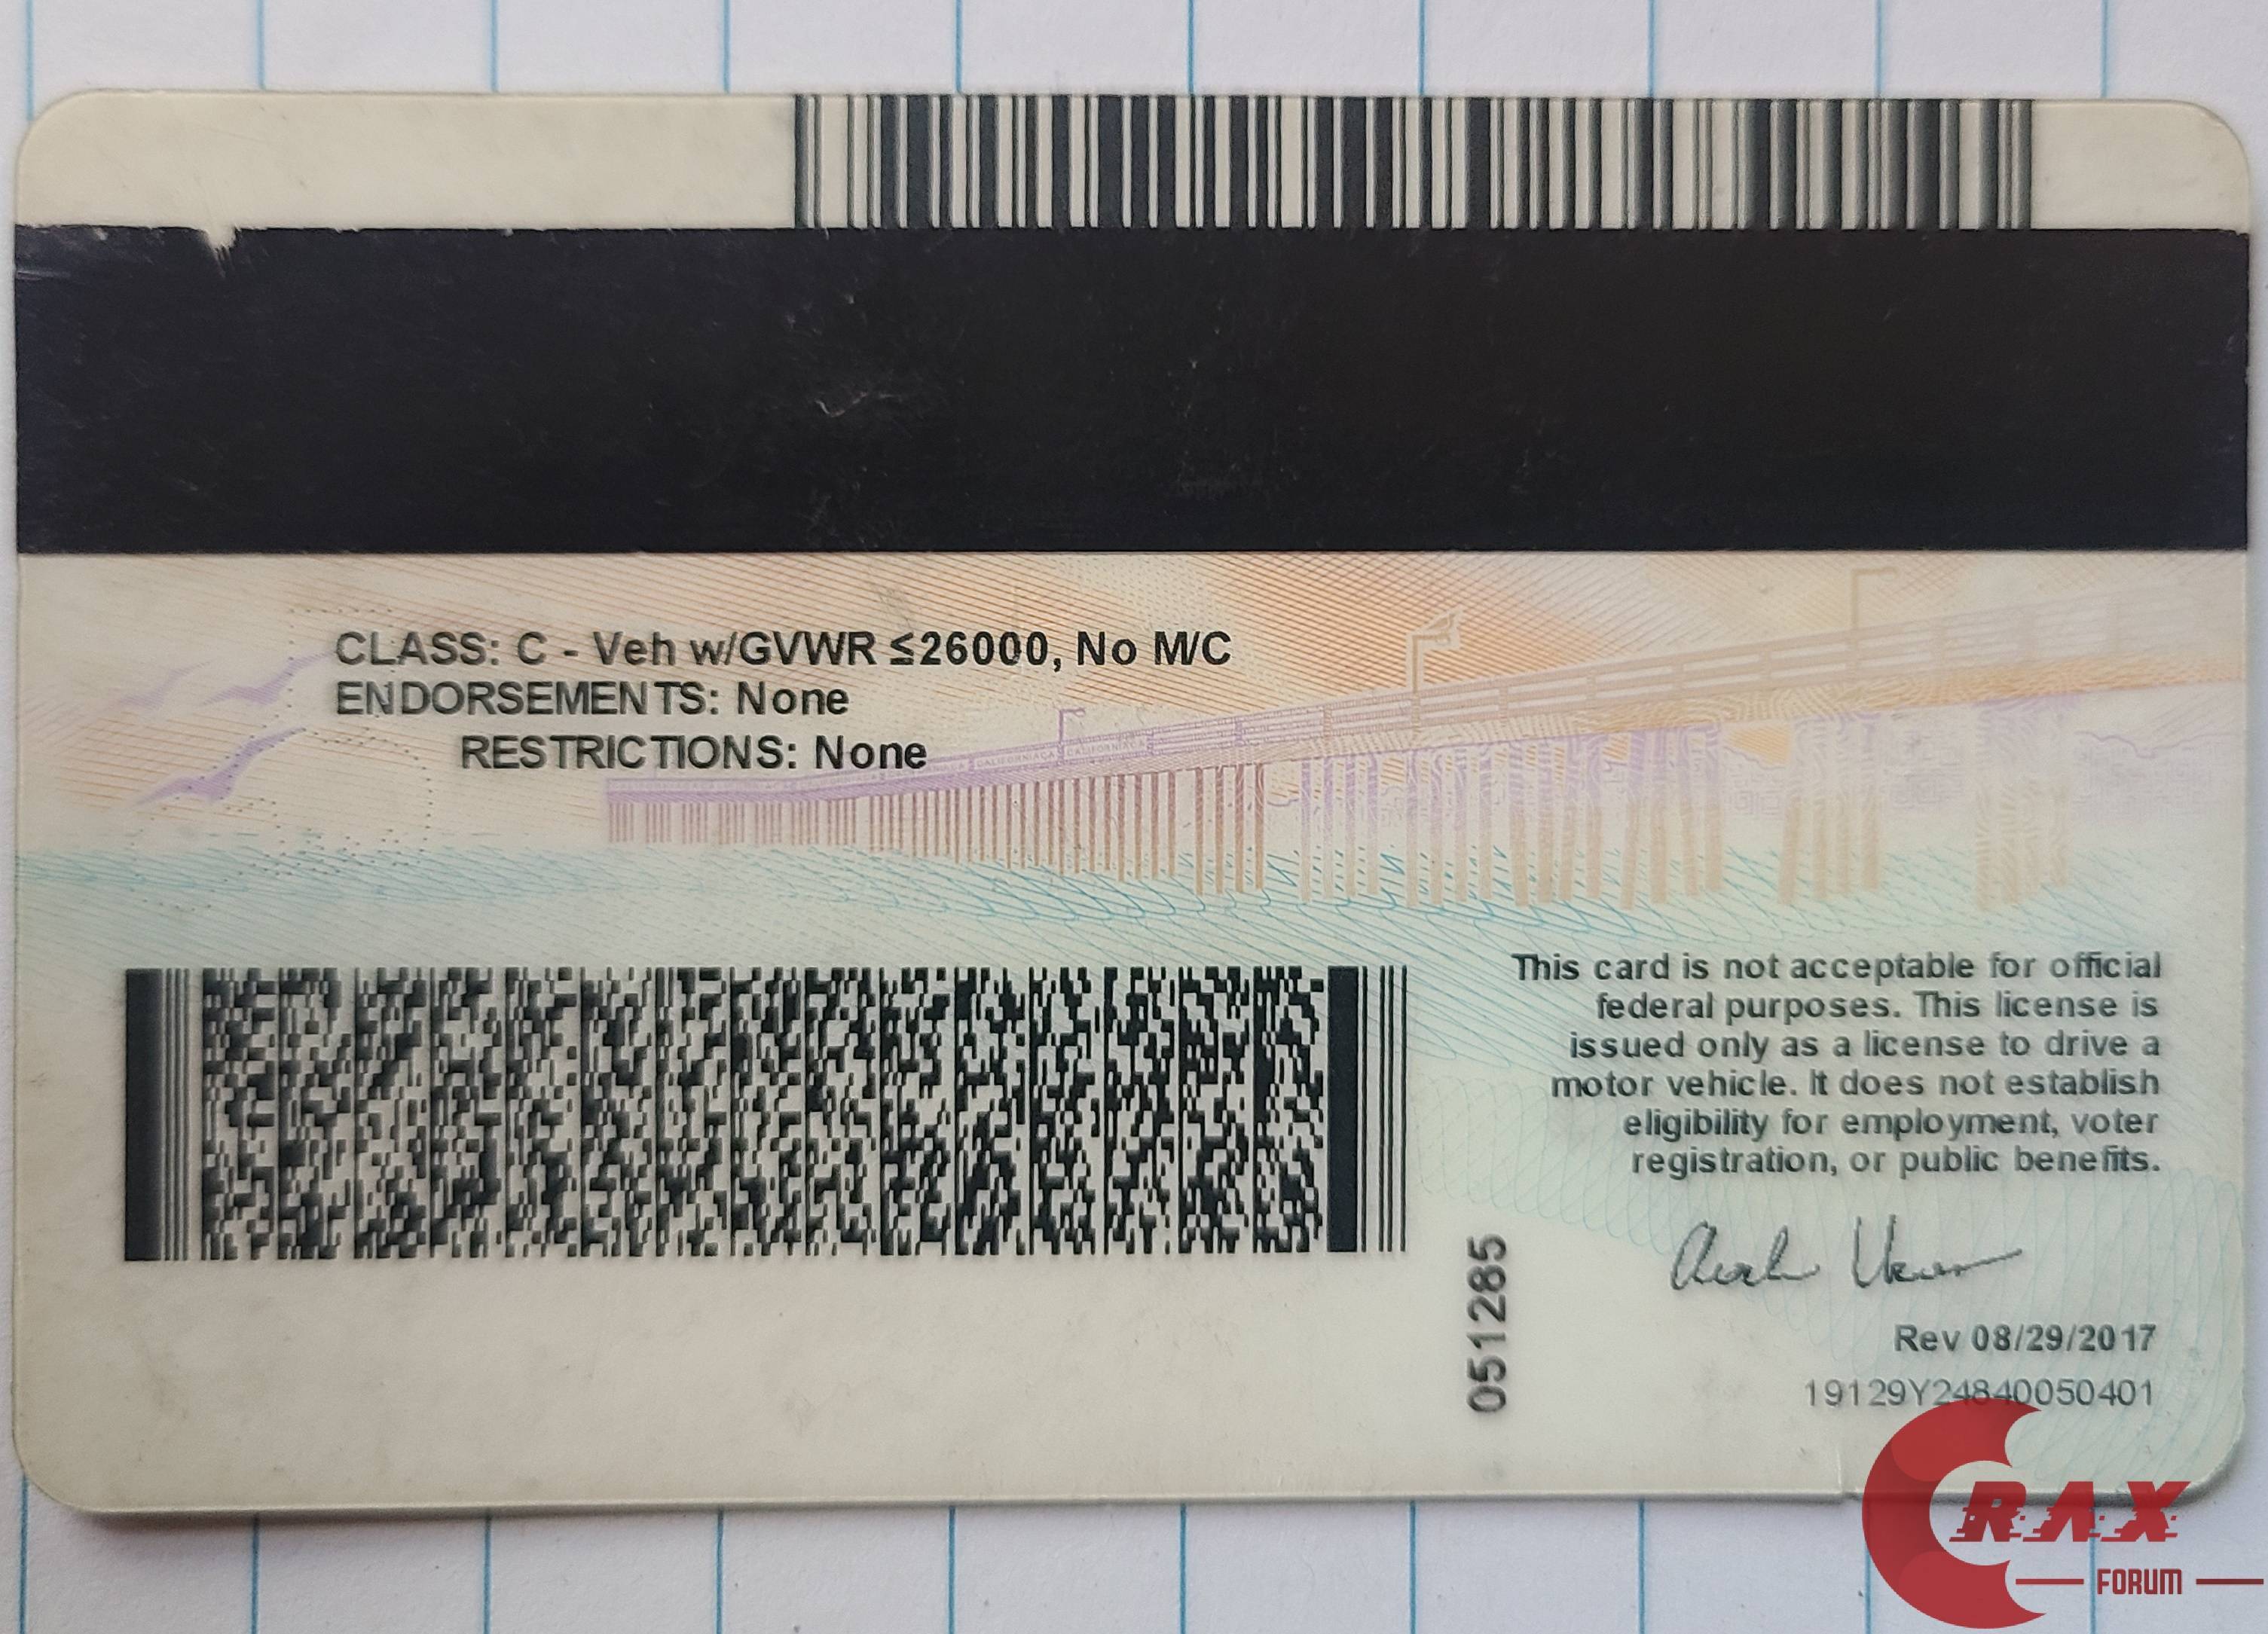 CLASS: C - Veh w/GVWR ≤26000, No M/C
ENDORSEMENTS: None
RESTRICTIONS: None
This card is not acceptable for official
federal purposes. This license is
issued only as a license to drive a
motor vehicle. It does not establish
eligibility for employment, voter
registration, or public benefits.
051285
Rev 08/29/2017
19129Y24840050401
CRAX
FORUM